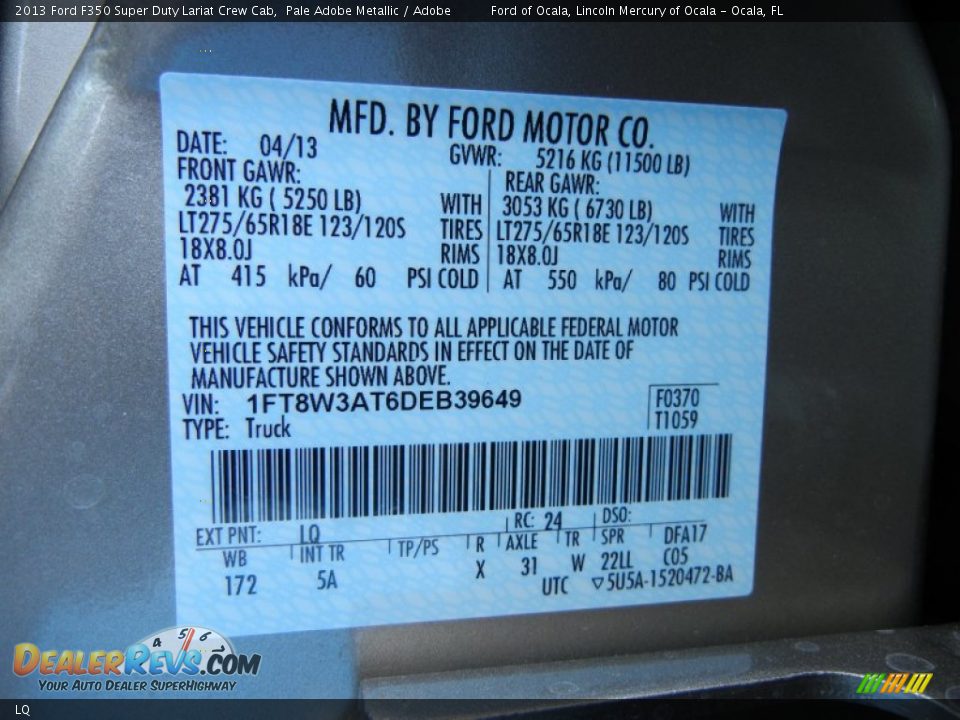 2013 Ford F350 Super Duty Lariat Crew Cab, Pale Adobe Metallic / Adobe Ford of Ocala, Lincoln Mercury of Ocala - Ocala, FL
MFD. BY FORD MOTOR CO.
DATE: 04/13 GVWR: 5216 KG (11500 LB)
FRONT GAWR: REAR GAWR:
2381 KG ( 5250 LB) WITH 3053 KG ( 6730 LB) WITH
LT275/65R18E 123/120S TIRES LT275/65R18E 123/120S TIRES
18X8.0J RIMS 18X8.0J RIMS
AT 415 kPa/ 60 PSI COLD AT 550 kPa/ 80 PSI COLD
THIS VEHICLE CONFORMS TO ALL APPLICABLE FEDERAL MOTOR
VEHICLE SAFETY STANDARDS IN EFFECT ON THE DATE OF
MANUFACTURE SHOWN ABOVE.
VIN: 1FT8W3AT6DEB39649 F0370
TYPE: Truck T1059
EXT PNT: LQ RC: 24 DSO:
WB INT TR TP/PS R AXLE TR SPR DFA17
172 5A X 31 W 22LL C05
UTC ▽5U5A-1520472-BA
4 5 6
DEALERREVS.COM
YOUR AUTO DEALER SUPERHIGHWAY
LQ